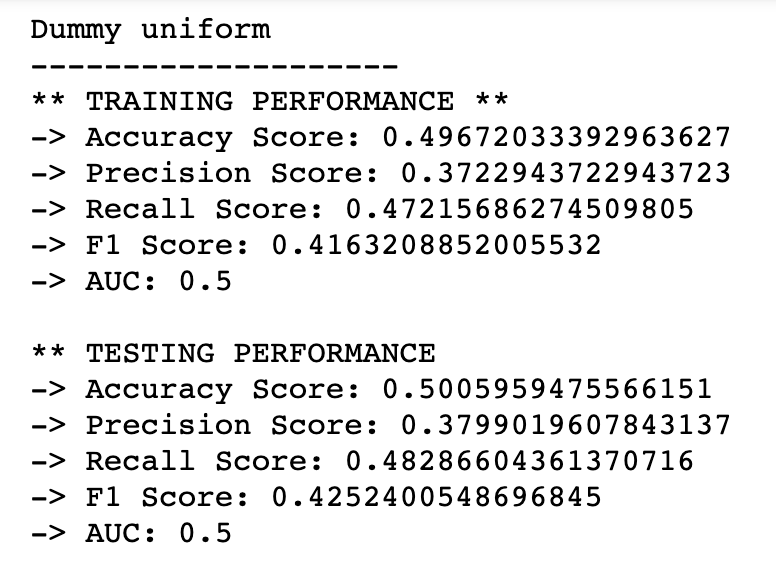 Dummy uniform
--------------------
** TRAINING PERFORMANCE **
-> Accuracy Score: 0.49672033392963627
-> Precision Score: 0.3722943722943723
-> Recall Score: 0.47215686274509805
-> F1 Score: 0.4163208852005532
-> AUC: 0.5

** TESTING PERFORMANCE
-> Accuracy Score: 0.5005959475566151
-> Precision Score: 0.3799019607843137
-> Recall Score: 0.48286604361370716
-> F1 Score: 0.4252400548696845
-> AUC: 0.5